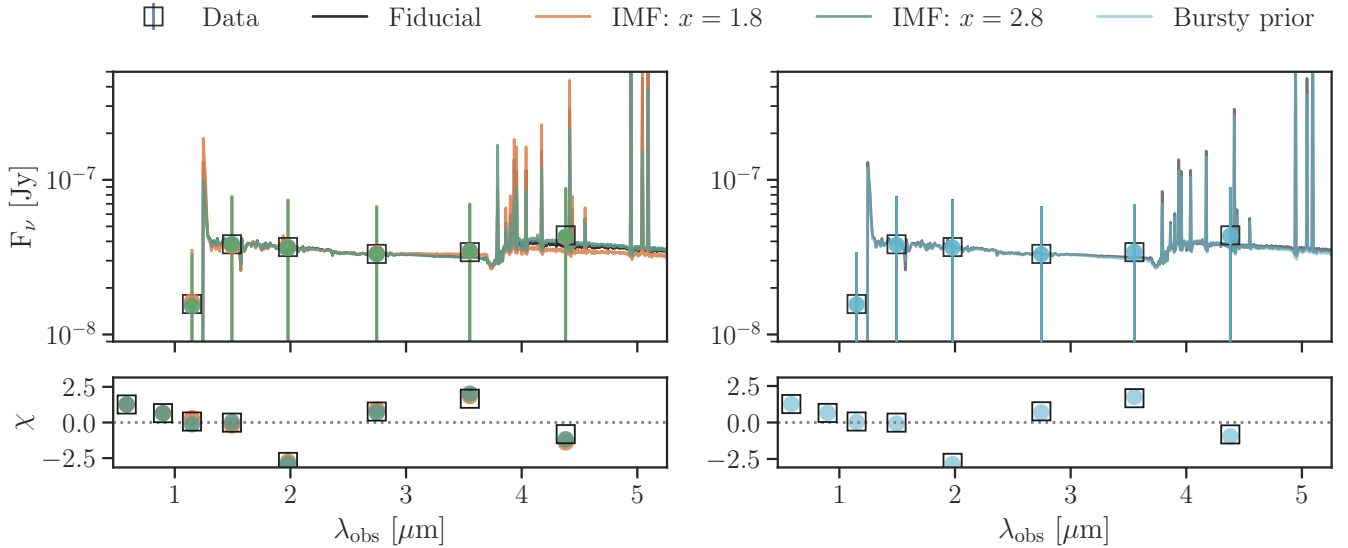 Data Fiducial IMF: x = 1.8 IMF: x = 2.8 Bursty prior
F_ν [Jy]
10⁻⁷ 10⁻⁷
10⁻⁸ 10⁻⁸
χ
2.5 2.5
0.0 0.0
−2.5 −2.5
1 2 3 4 5 1 2 3 4 5
λ_obs [μm] λ_obs [μm]